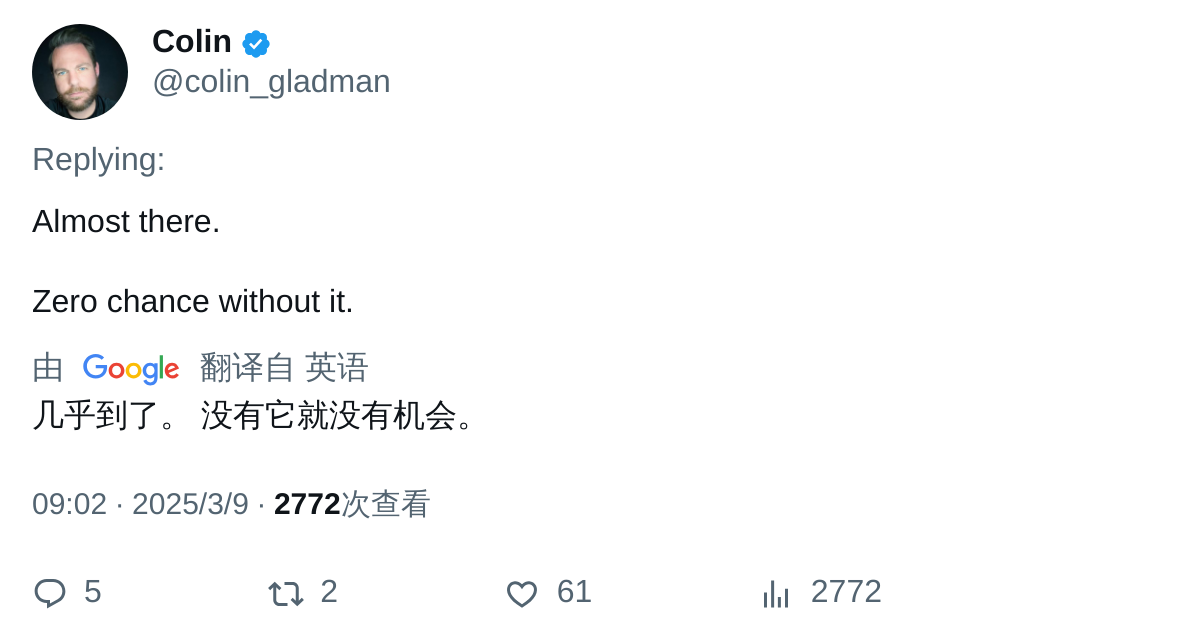 Colin
@colin_gladman
Replying:
Almost there.
Zero chance without it.
由 Google 翻译自 英语
几乎到了。 没有它就没有机会。
09:02 · 2025/3/9 · 2772次查看
5 2 61 2772